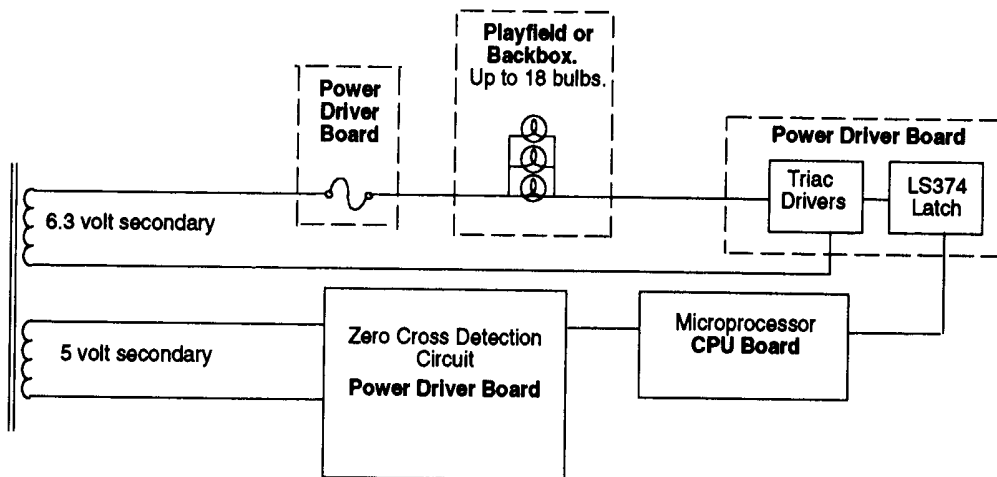 Playfield or
Backbox.
Up to 18 bulbs.
Power
Driver
Board
Power Driver Board
Triac
Drivers
LS374
Latch
6.3 volt secondary
5 volt secondary
Zero Cross Detection
Circuit
Power Driver Board
Microprocessor
CPU Board